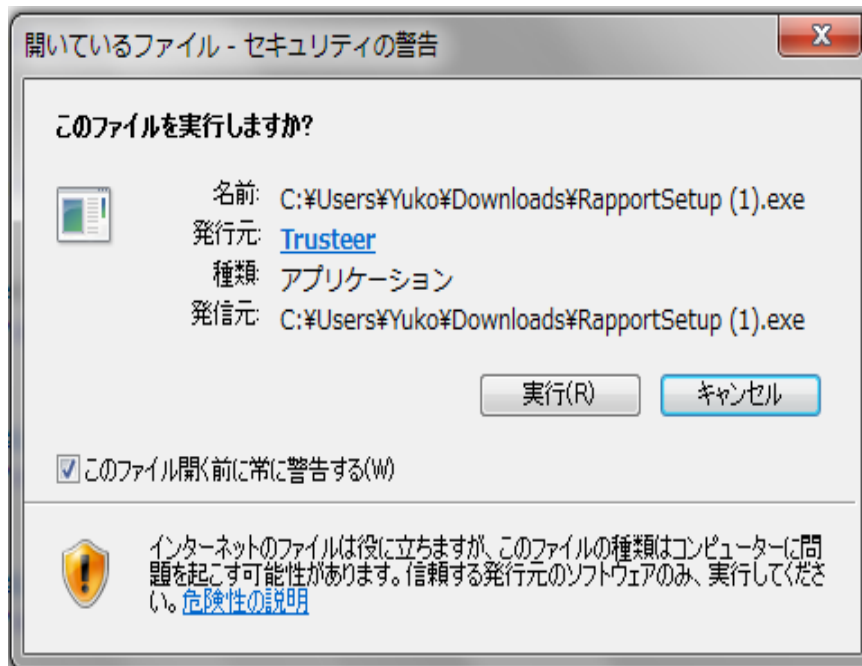 開いているファイル - セキュリティの警告
このファイルを実行しますか?
名前: C:¥Users¥Yuko¥Downloads¥RapportSetup (1).exe
発行元: Trusteer
種類: アプリケーション
発信元: C:¥Users¥Yuko¥Downloads¥RapportSetup (1).exe
実行(R) キャンセル
このファイル開く前に常に警告する(W)
インターネットのファイルは役に立ちますが、このファイルの種類はコンピューターに問
題を起こす可能性があります。信頼する発行元のソフトウェアのみ、実行してくださ
い。危険性の説明